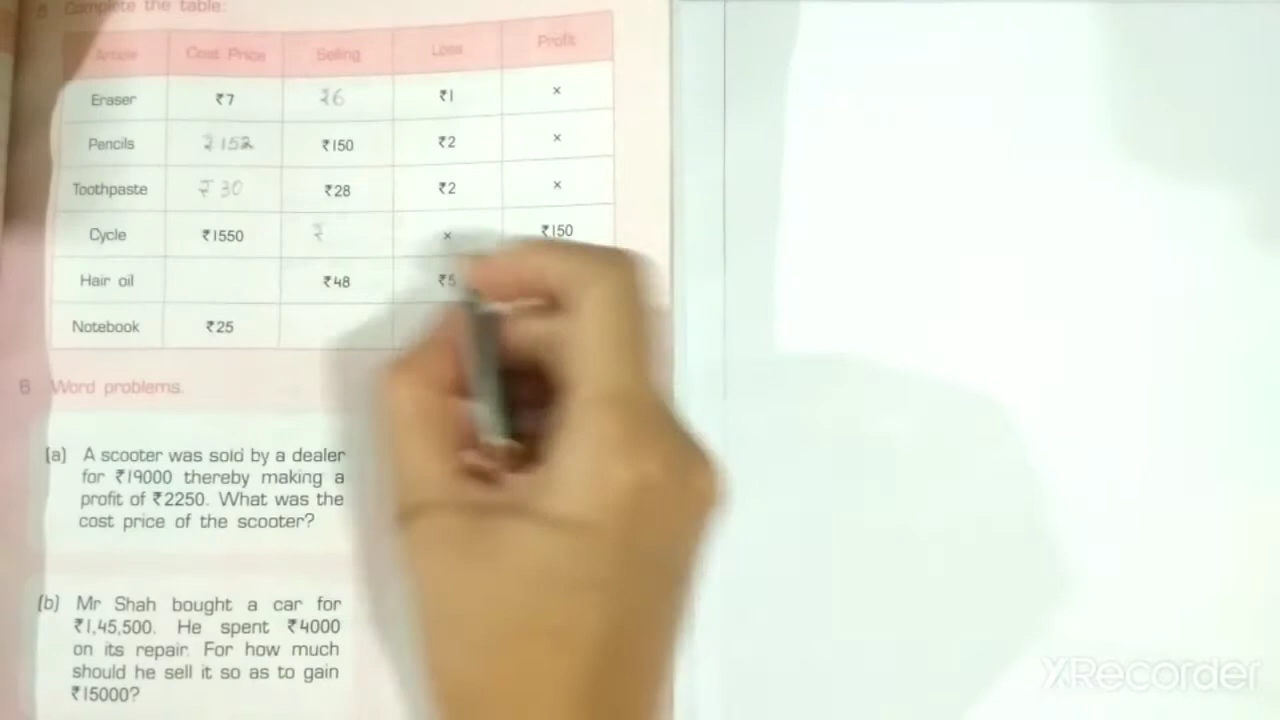 8 Complete the table:
Article Cost Price Selling Loss Profit
Eraser ₹7 ₹6 ₹1 ×
Pencils ₹152 ₹150 ₹2 ×
Toothpaste ₹30 ₹28 ₹2 ×
Cycle ₹1550 ₹ × ₹150
Hair oil ₹48 ₹5
Notebook ₹25
6 Word problems.
(a) A scooter was sold by a dealer
for ₹19000 thereby making a
profit of ₹2250. What was the
cost price of the scooter?
(b) Mr Shah bought a car for
₹1,45,500. He spent ₹4000
on its repair. For how much
should he sell it so as to gain
₹15000?
XRecorder